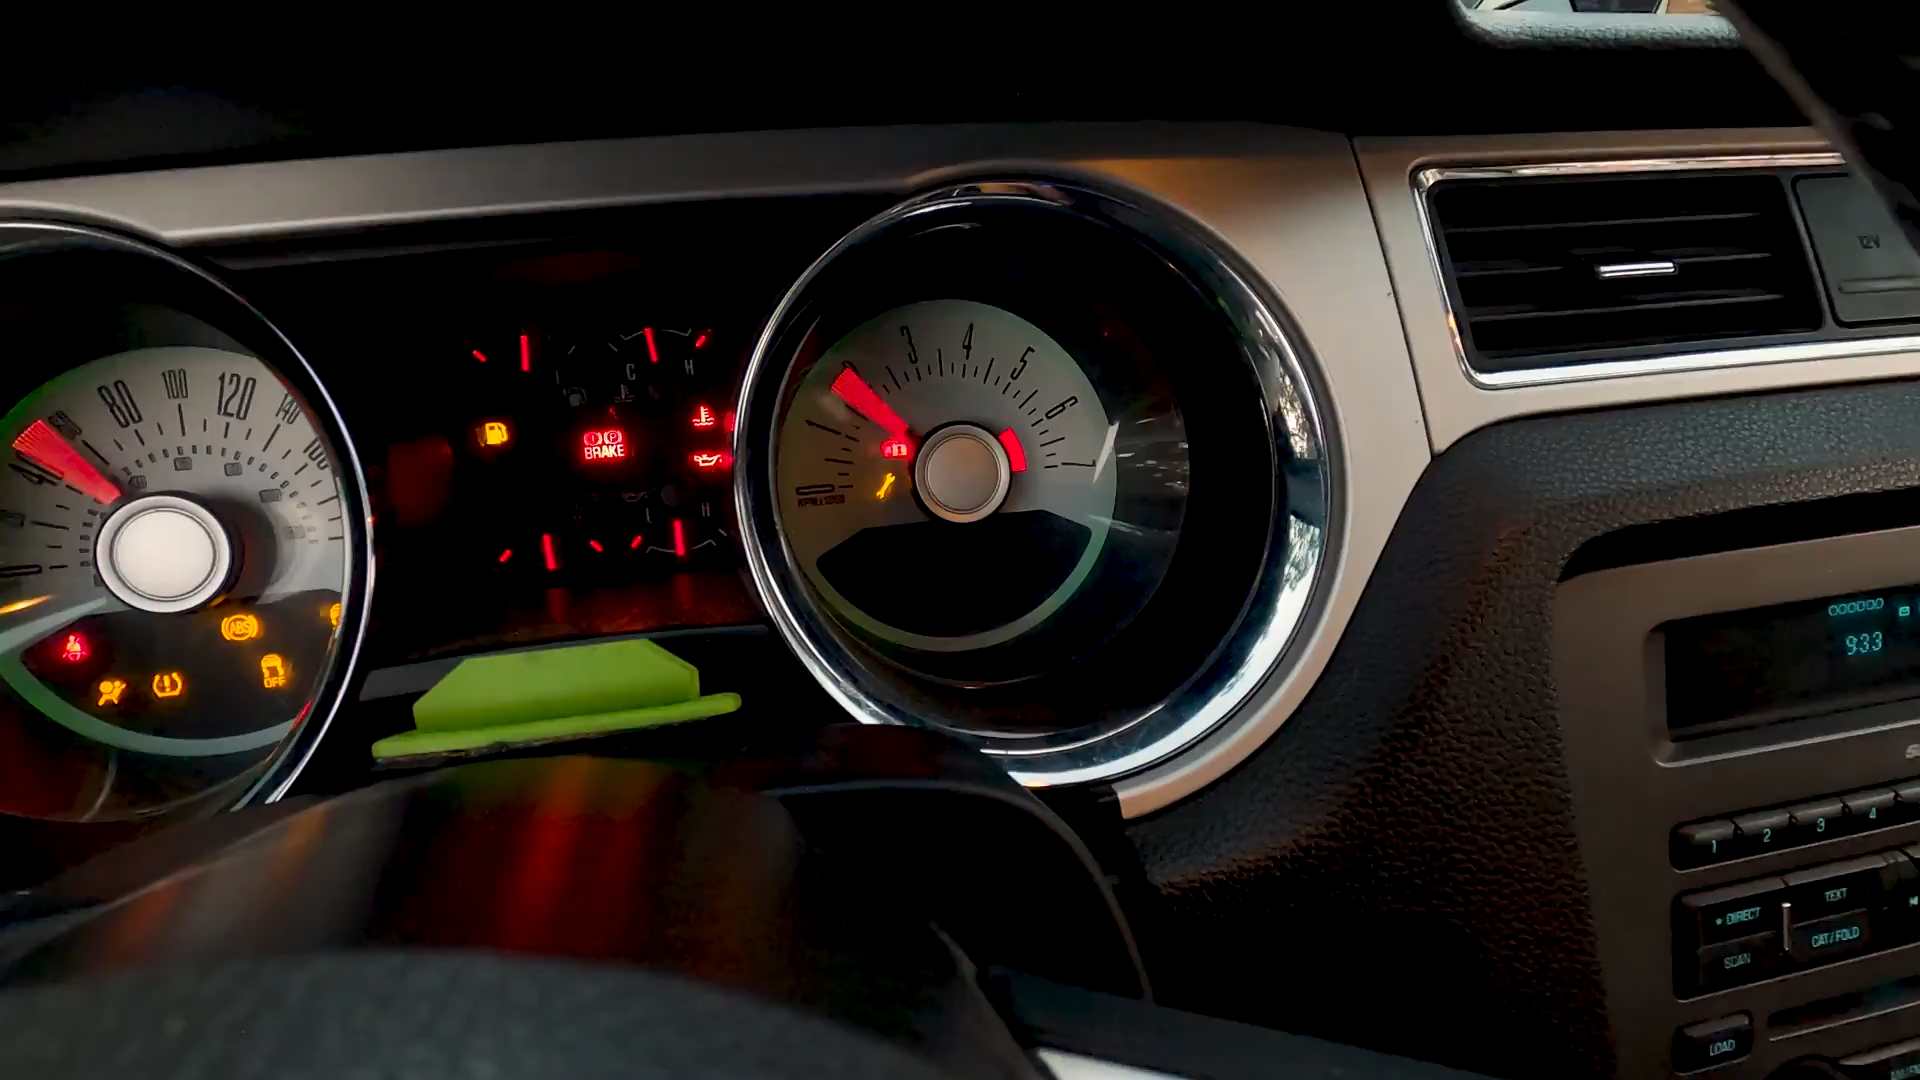 12V
3
4
5
6
7
80
100
120
140
C
H
BRAKE
H
ABS
OFF
9:33
1
2
3
4
DIRECT
TEXT
SCAN
CAT/FOLD
LOAD